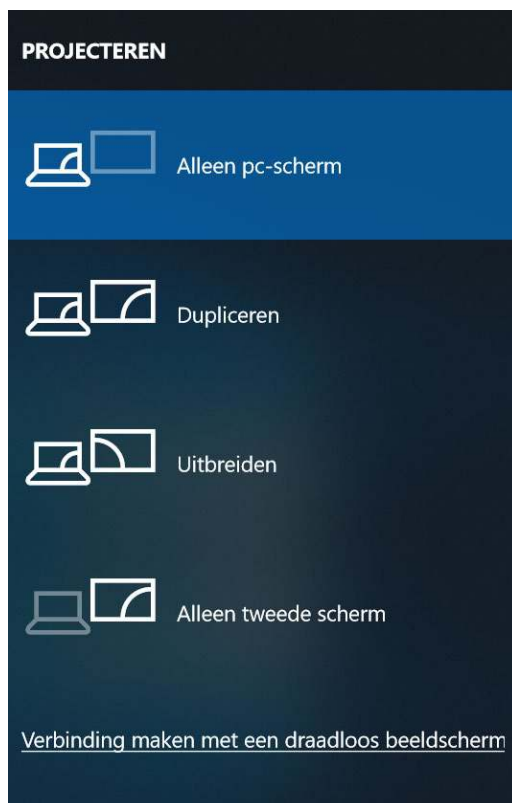 PROJECTEREN
Alleen pc-scherm
Dupliceren
Uitbreiden
Alleen tweede scherm
Verbinding maken met een draadloos beeldscherm